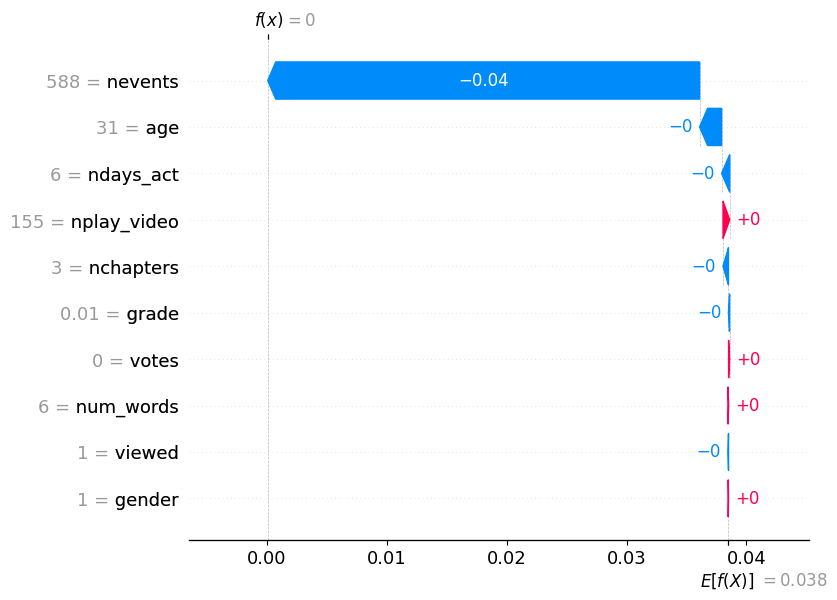 f(x) = 0
588 = nevents
−0.04
31 = age
−0
6 = ndays_act
−0
155 = nplay_video
+0
3 = nchapters
−0
0.01 = grade
−0
0 = votes
+0
6 = num_words
+0
1 = viewed
−0
1 = gender
+0
0.00 0.01 0.02 0.03 0.04
E[f(X)] = 0.038